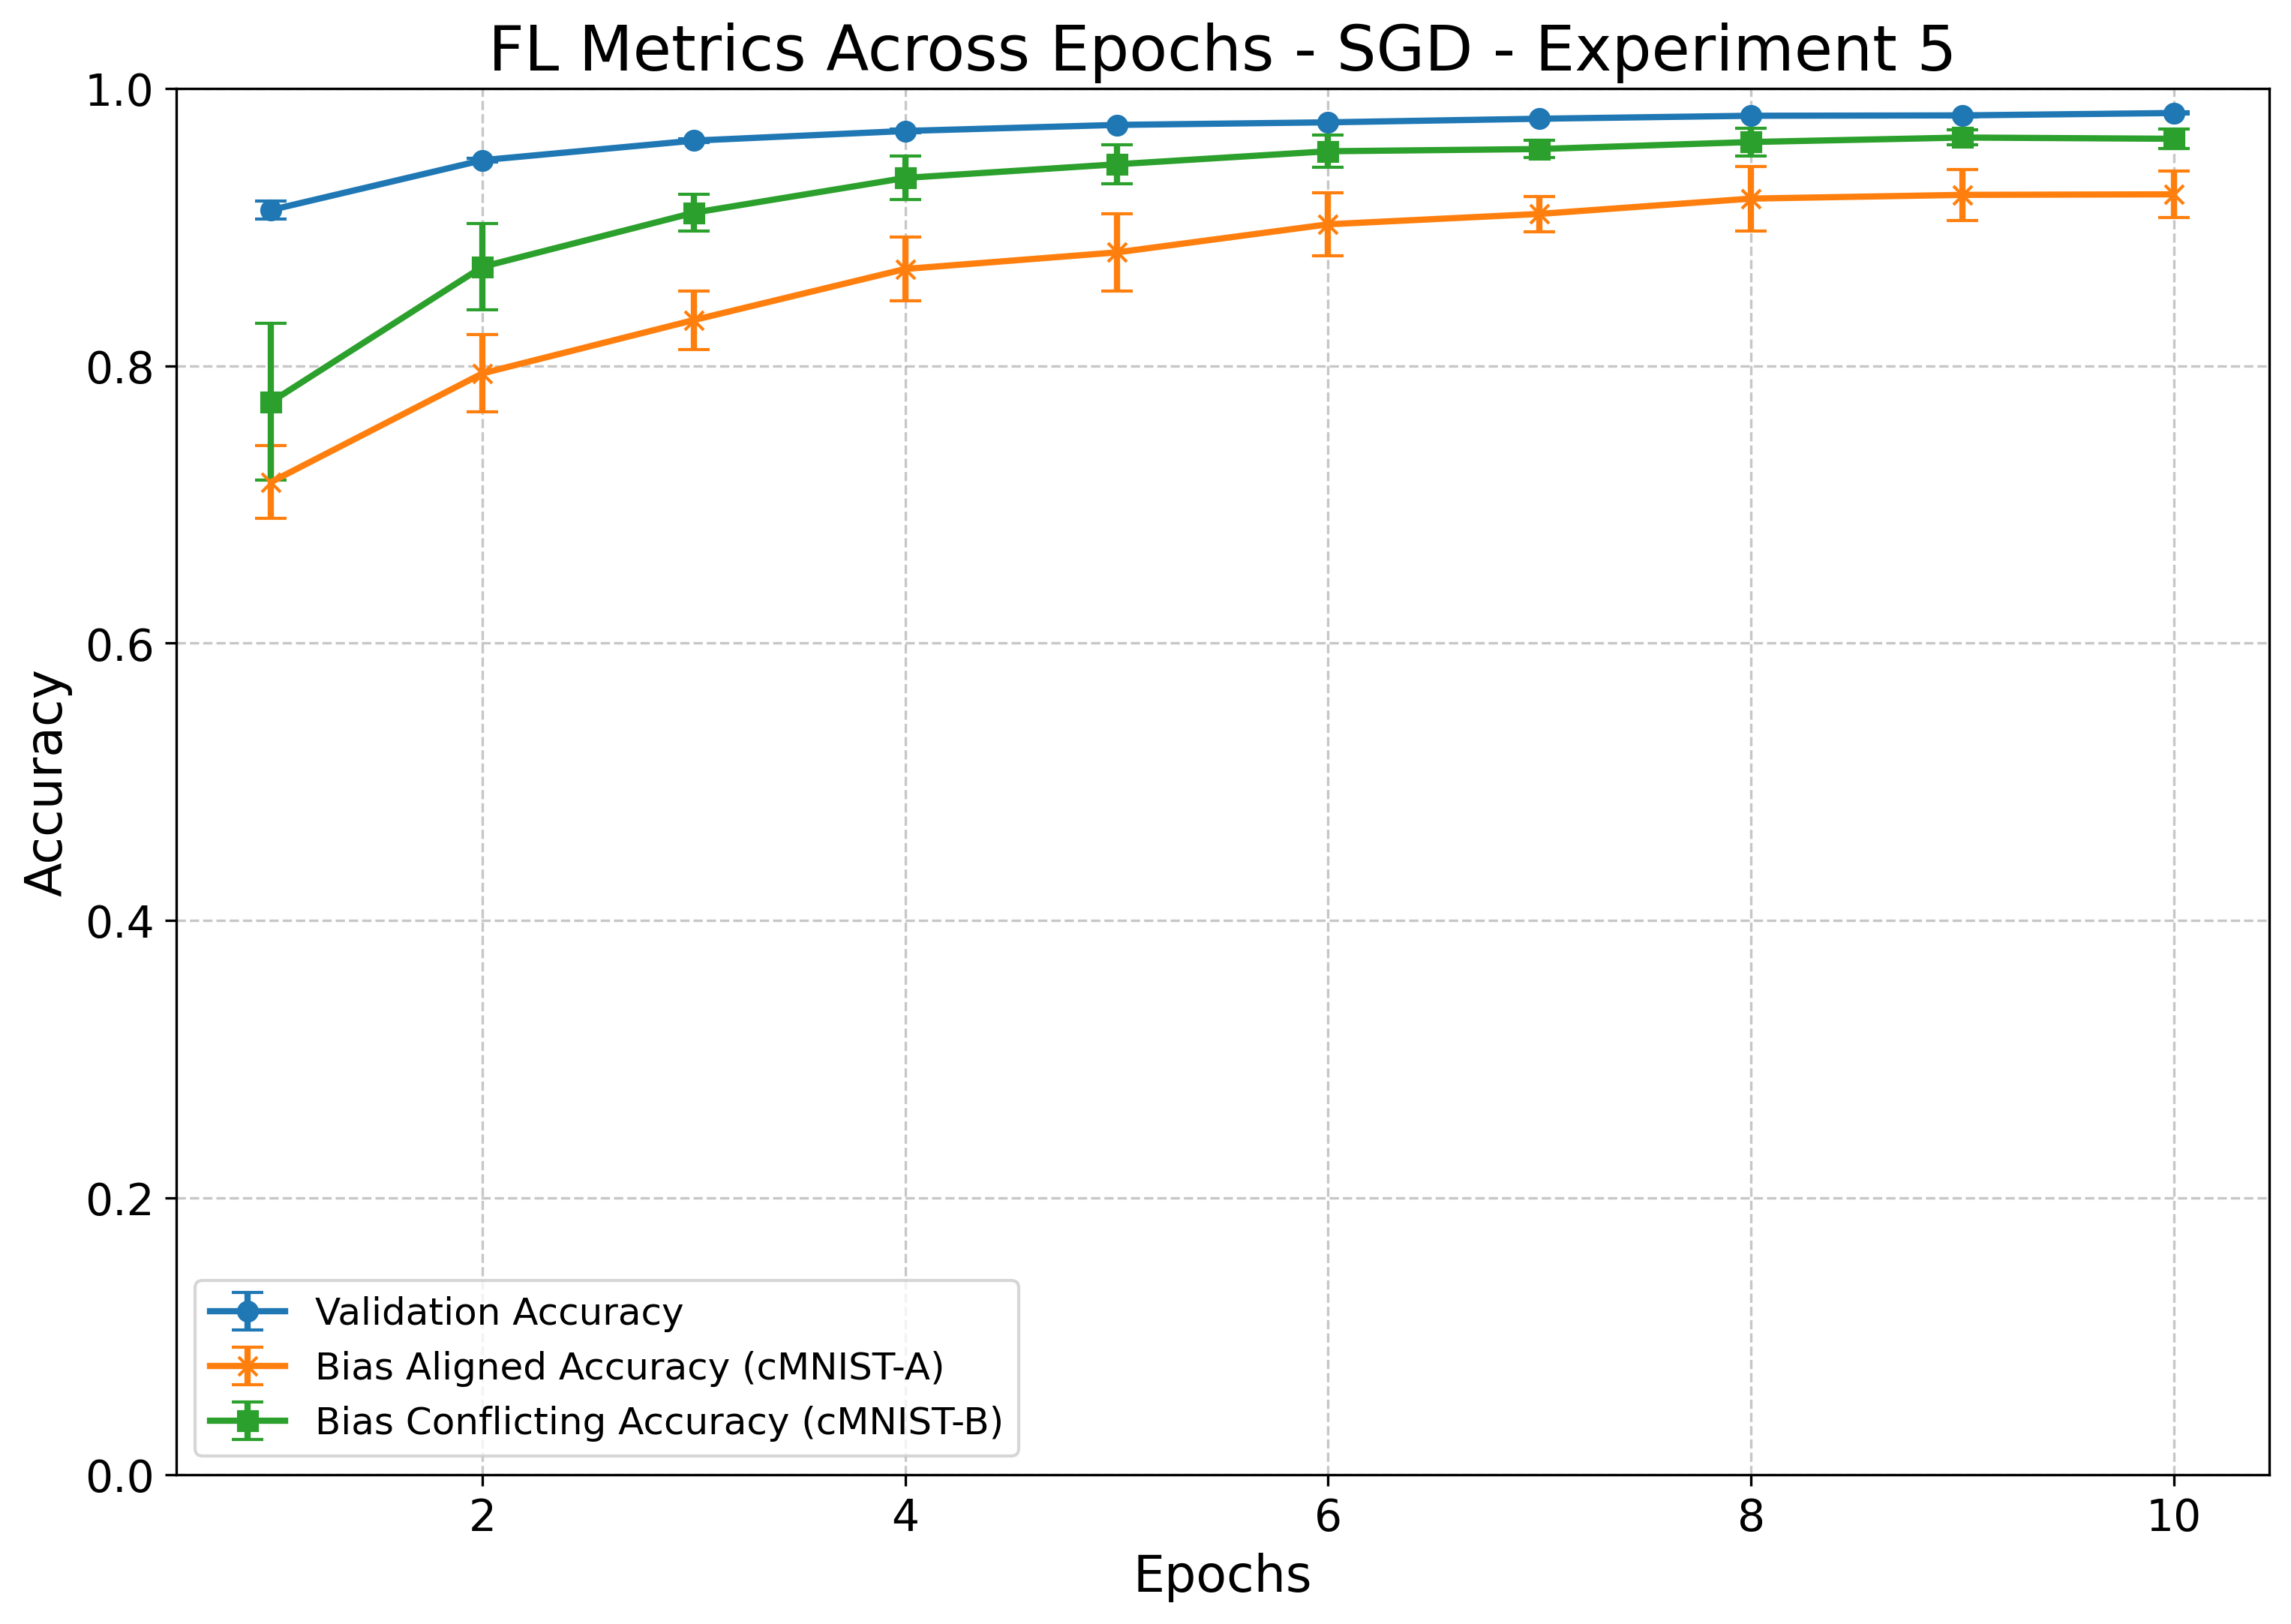 FL Metrics Across Epochs - SGD - Experiment 5
1.0
0.8
0.6
0.4
0.2
0.0
Accuracy
Validation Accuracy
Bias Aligned Accuracy (cMNIST-A)
Bias Conflicting Accuracy (cMNIST-B)
2 4 6 8 10
Epochs